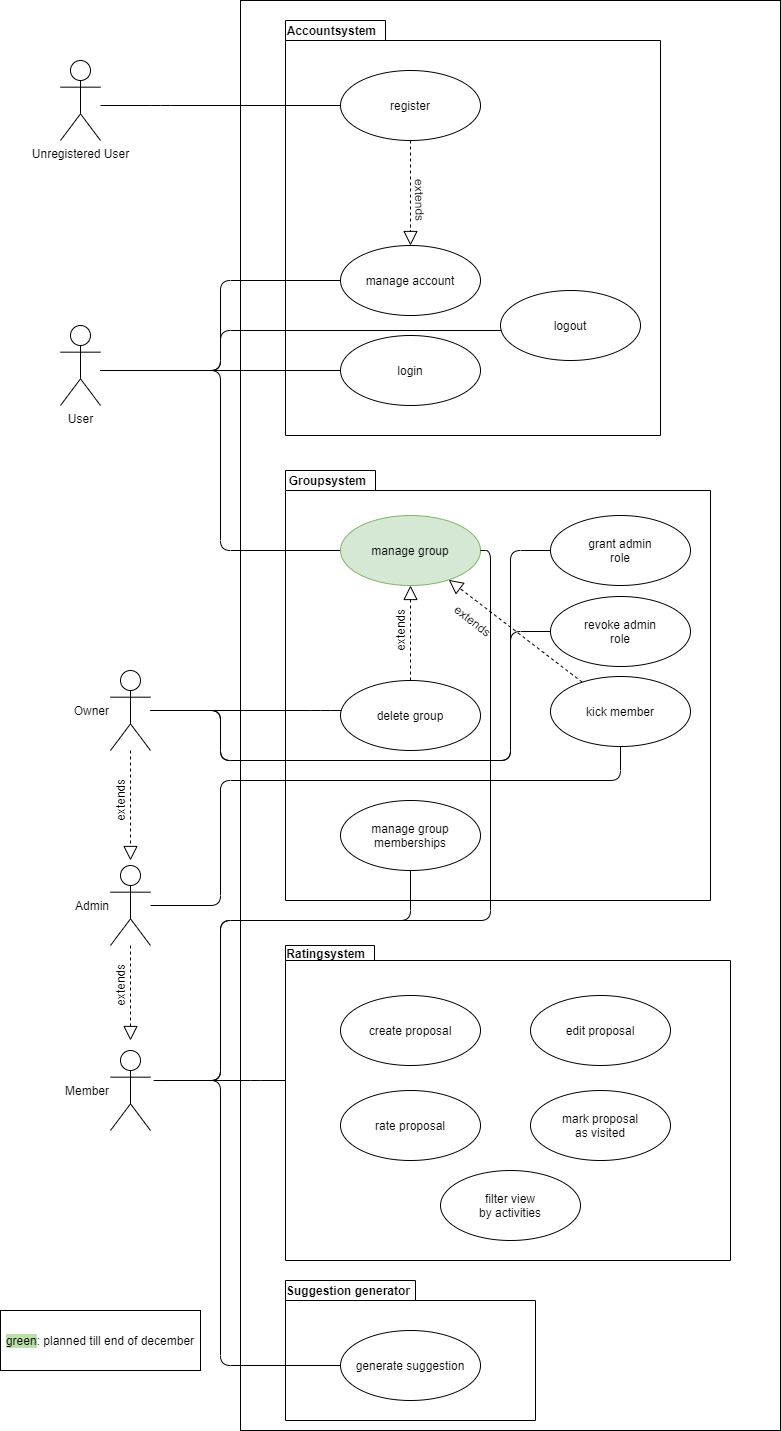 Accountsystem
register
Unregistered User
extends
manage account
logout
login
User
Groupsystem
manage group
grant admin
role
extends
extends
revoke admin
role
Owner
delete group
kick member
extends
manage group
memberships
Admin
extends
Ratingsystem
create proposal
edit proposal
Member
rate proposal
mark proposal
as visited
filter view
by activities
Suggestion generator
green: planned till end of december
generate suggestion